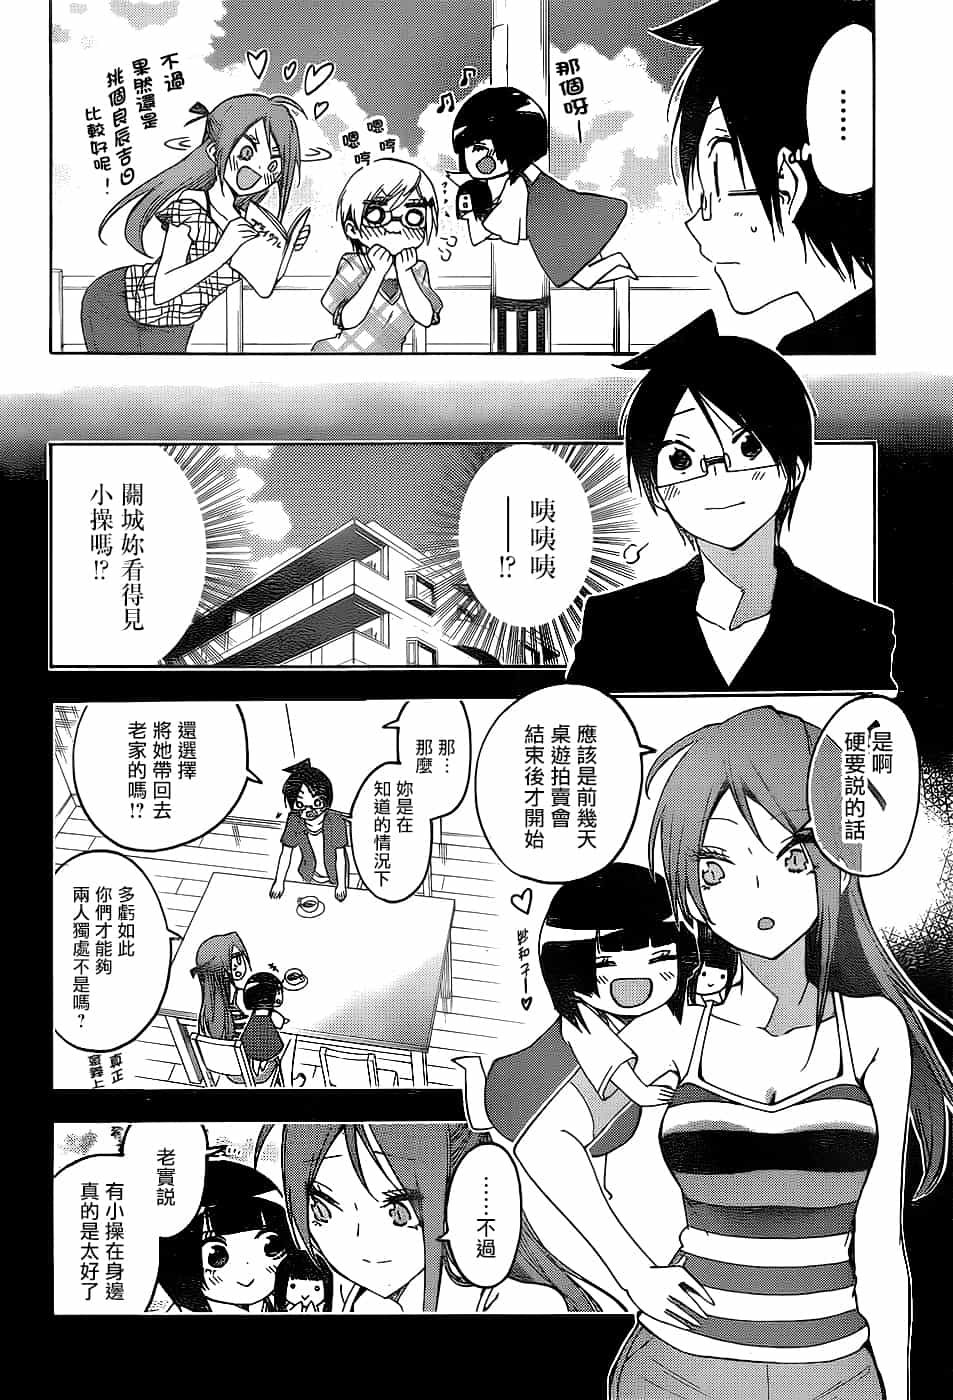 ……
那個呀—
嗯哼
嗯哼
不過
果然還是
挑個良辰吉日
比較好呢！
咦咦咦
——!?
關城妳看得見
小操嗎!?
是啊
硬要說的話
應該是前幾天
桌遊拍賣會
結束後才開始
那…
那麼
妳是在
知道的情況下
還選擇
將她帶回去
老家的嗎!?
多虧如此
你們才能夠
兩人獨處不是嗎？
真正
意義上
……不過
老實說
有小操在身邊
真的是太好了